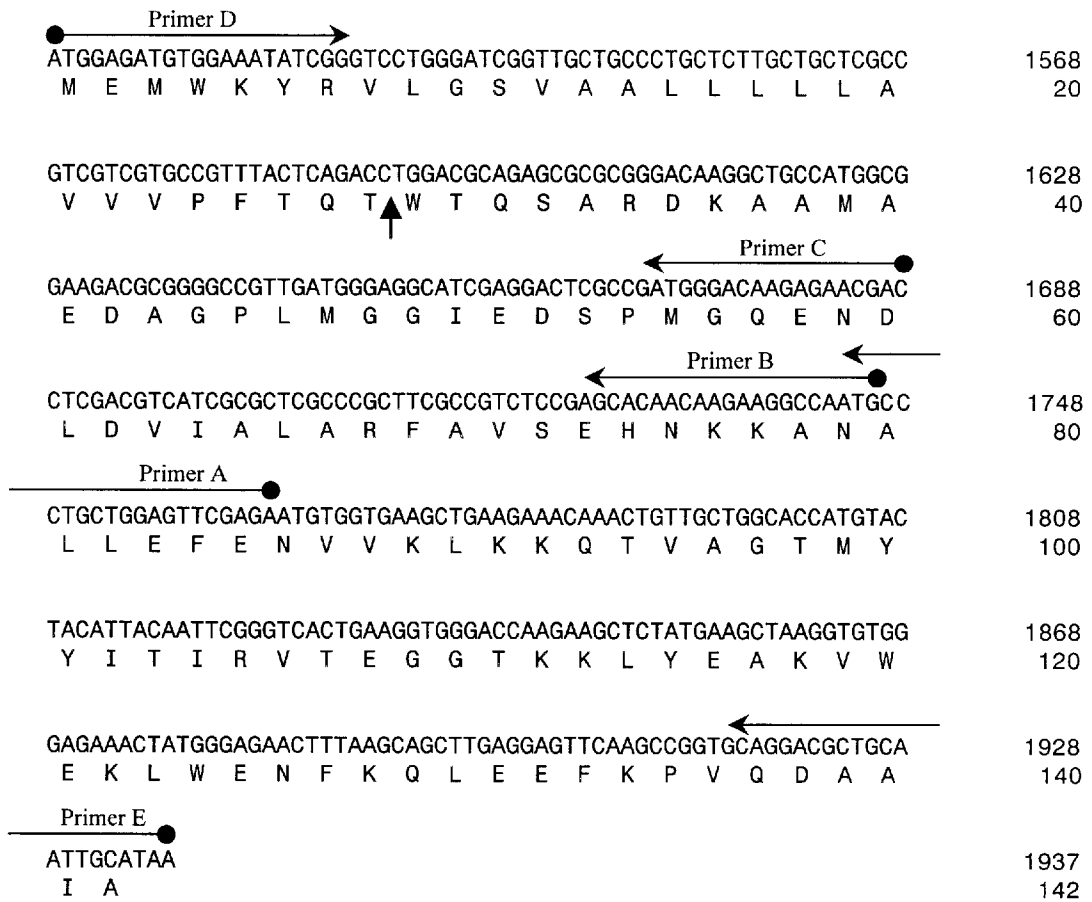 Primer D
ATGGAGATGTGGAAATATCGGGTCCTGGGATCGGTTGCTGCCCTGCTCTTGCTGCTCGCC 1568
M E M W K Y R V L G S V A A L L L L L A 20
GTCGTCGTGCCGTTTACTCAGACCTGGACGCAGAGCGCGCGGGACAAGGCTGCCATGGCG 1628
V V V P F T Q T W T Q S A R D K A A M A 40
Primer C
GAAGACGCGGGGCCGTTGATGGGAGGCATCGAGGACTCGCCGATGGGACAAGAGAACGAC 1688
E D A G P L M G G I E D S P M G Q E N D 60
Primer B
CTCGACGTCATCGCGCTCGCCCGCTTCGCCGTCTCCGAGCACAACAAGAAGGCCAATGCC 1748
L D V I A L A R F A V S E H N K K A N A 80
Primer A
CTGCTGGAGTTCGAGAATGTGGTGAAGCTGAAGAAACAAACTGTTGCTGGCACCATGTAC 1808
L L E F E N V V K L K K Q T V A G T M Y 100
TACATTACAATTCGGGTCACTGAAGGTGGGACCAAGAAGCTCTATGAAGCTAAGGTGTGG 1868
Y I T I R V T E G G T K K L Y E A K V W 120
GAGAAACTATGGGAGAACTTTAAGCAGCTTGAGGAGTTCAAGCCGGTGCAGGACGCTGCA 1928
E K L W E N F K Q L E E F K P V Q D A A 140
Primer E
ATTGCATAA 1937
I A 142